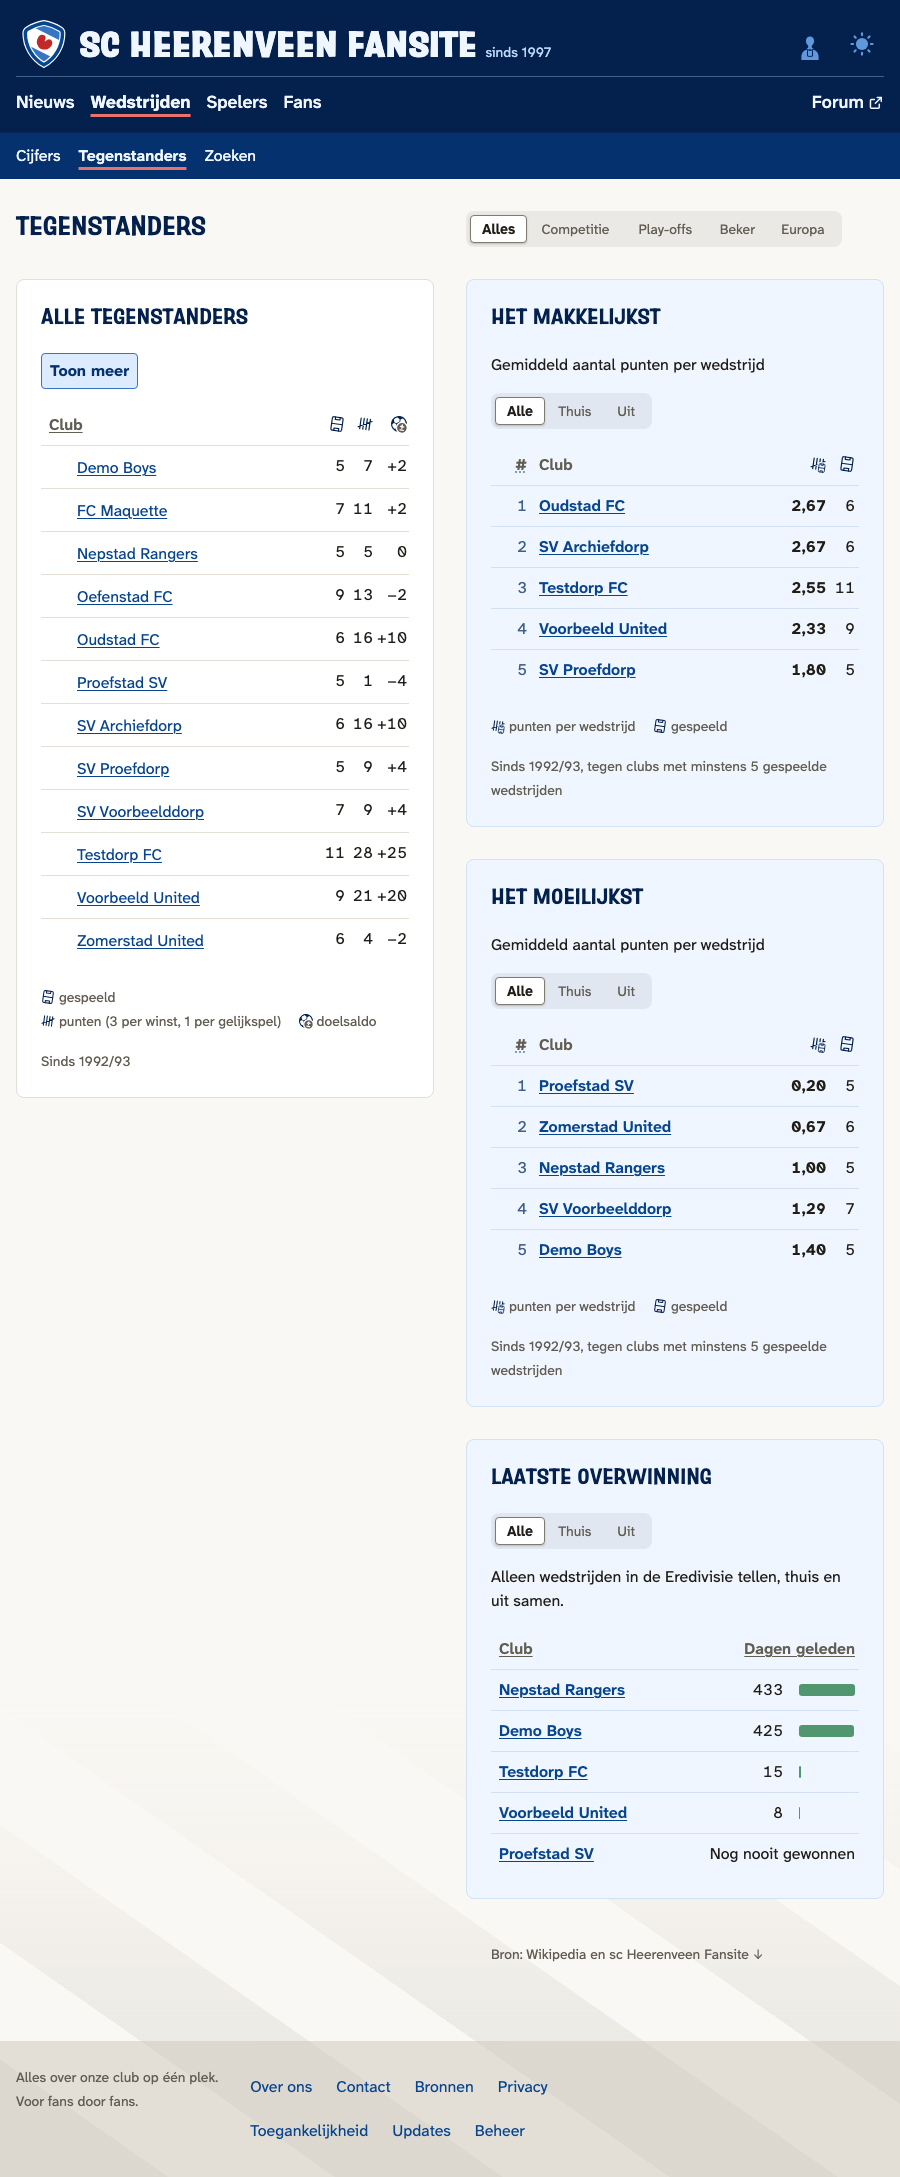 SC HEERENVEEN FANSITE sinds 1997
Nieuws Wedstrijden Spelers Fans Forum
Cijfers Tegenstanders Zoeken
TEGENSTANDERS
Alles Competitie Play-offs Beker Europa
ALLE TEGENSTANDERS
Toon meer
Club
Demo Boys 5 7 +2
FC Maquette 7 11 +2
Nepstad Rangers 5 5 0
Oefenstad FC 9 13 −2
Oudstad FC 6 16 +10
Proefstad SV 5 1 −4
SV Archiefdorp 6 16 +10
SV Proefdorp 5 9 +4
SV Voorbeelddorp 7 9 +4
Testdorp FC 11 28 +25
Voorbeeld United 9 21 +20
Zomerstad United 6 4 −2
gespeeld
punten (3 per winst, 1 per gelijkspel) doelsaldo
Sinds 1992/93
HET MAKKELIJKST
Gemiddeld aantal punten per wedstrijd
Alle Thuis Uit
# Club
1 Oudstad FC 2,67 6
2 SV Archiefdorp 2,67 6
3 Testdorp FC 2,55 11
4 Voorbeeld United 2,33 9
5 SV Proefdorp 1,80 5
punten per wedstrijd gespeeld
Sinds 1992/93, tegen clubs met minstens 5 gespeelde
wedstrijden
HET MOEILIJKST
Gemiddeld aantal punten per wedstrijd
Alle Thuis Uit
# Club
1 Proefstad SV 0,20 5
2 Zomerstad United 0,67 6
3 Nepstad Rangers 1,00 5
4 SV Voorbeelddorp 1,29 7
5 Demo Boys 1,40 5
punten per wedstrijd gespeeld
Sinds 1992/93, tegen clubs met minstens 5 gespeelde
wedstrijden
LAATSTE OVERWINNING
Alle Thuis Uit
Alleen wedstrijden in de Eredivisie tellen, thuis en
uit samen.
Club Dagen geleden
Nepstad Rangers 433
Demo Boys 425
Testdorp FC 15
Voorbeeld United 8
Proefstad SV Nog nooit gewonnen
Bron: Wikipedia en sc Heerenveen Fansite ↓
Alles over onze club op één plek.
Voor fans door fans.
Over ons Contact Bronnen Privacy
Toegankelijkheid Updates Beheer